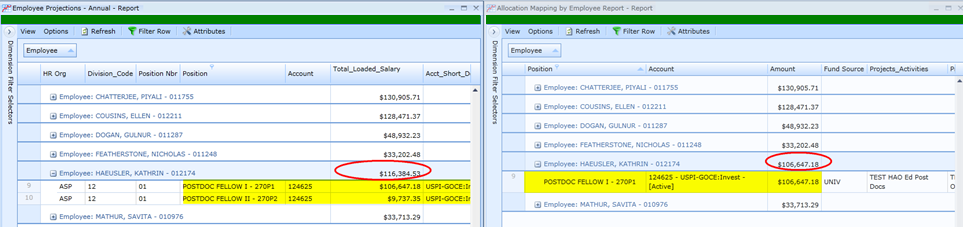 Employee Projections - Annual - Report
View Options Refresh Filter Row Attributes
Dimension Filter Selectors
Employee
HR Org Division_Code Position Nbr Position Account Total_Loaded_Salary Acct_Short_D
Employee: CHATTERJEE, PIYALI - 011755 $130,905.71
Employee: COUSINS, ELLEN - 012211 $128,471.37
Employee: DOGAN, GULNUR - 011287 $48,932.23
Employee: FEATHERSTONE, NICHOLAS - 011248 $33,202.48
Employee: HAEUSLER, KATHRIN - 012174 $116,384.53
9 ASP 12 01 POSTDOC FELLOW I - 270P1 124625 $106,647.18 USPI-GOCE:In
10 ASP 12 01 POSTDOC FELLOW II - 270P2 124625 $9,737.35 USPI-GOCE:In
Employee: MATHUR, SAVITA - 010976 $33,713.29
Allocation Mapping by Employee Report - Report
View Options Refresh Filter Row Attributes
Dimension Filter Selectors
Employee
Position Account Amount Fund Source Projects_Activities P
Employee: CHATTERJEE, PIYALI - 011755 $130,905.71
Employee: COUSINS, ELLEN - 012211 $128,471.37
Employee: DOGAN, GULNUR - 011287 $48,932.23
Employee: FEATHERSTONE, NICHOLAS - 011248 $33,202.48
Employee: HAEUSLER, KATHRIN - 012174 $106,647.18
9 POSTDOC FELLOW I - 270P1 124625 - USPI-GOCE:Invest - $106,647.18 UNIV TEST HAO Ed Post
[Active] Docs
Employee: MATHUR, SAVITA - 010976 $33,713.29